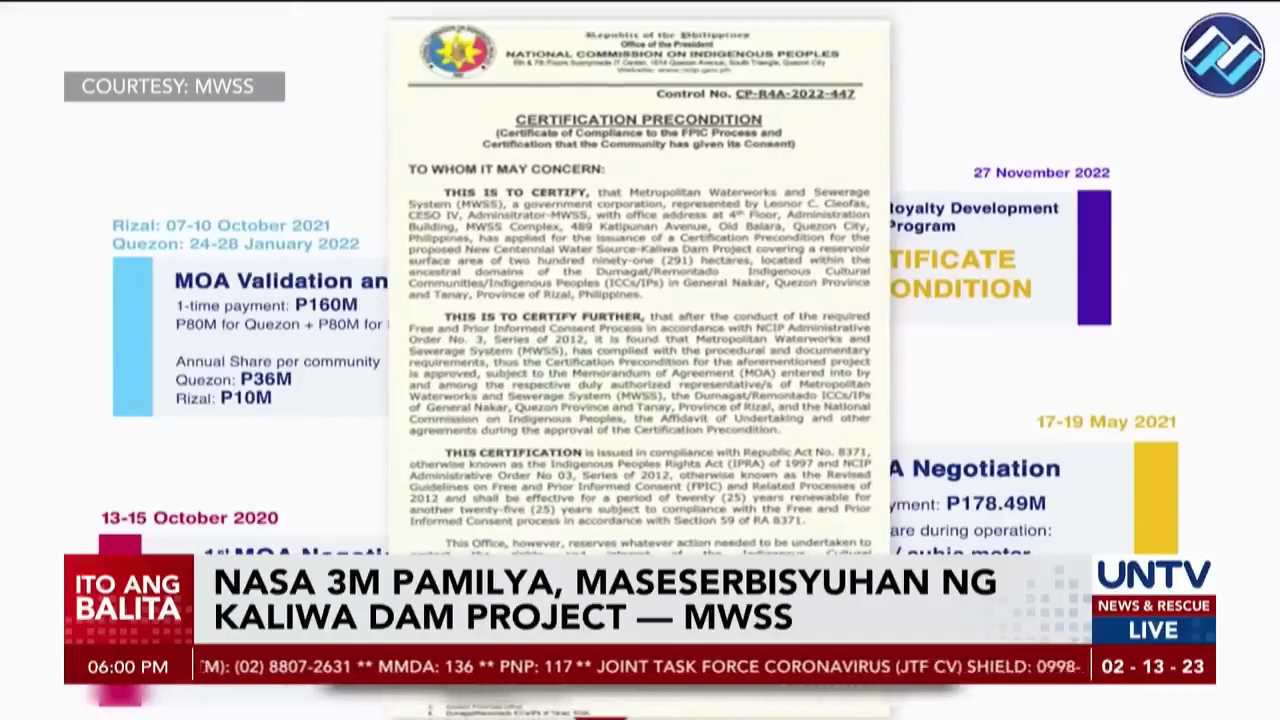 COURTESY: MWSS
Republic of the Philippines
Office of the President
NATIONAL COMMISSION ON INDIGENOUS PEOPLES
Control No. CP-R4A-2022-447
CERTIFICATION PRECONDITION
(Certificate of Compliance to the FPIC Process and
Certification that the Community has given its Consent)
TO WHOM IT MAY CONCERN:
THIS IS TO CERTIFY, that Metropolitan Waterworks and Sewerage
System (MWSS), a government corporation, represented by Leonor C. Cleofas,
CESO IV, Adminsitrator-MWSS, with office address at 4th Floor, Administration
Building, MWSS Complex, 489 Katipunan Avenue, Old Balara, Quezon City,
Philippines, has applied for the issuance of a Certification Precondition for the
proposed New Centennial Water Source-Kaliwa Dam Project covering a reservoir
surface area of two hundred ninety-one (291) hectares, located within the
ancestral domains of the Dumagat/Remontado Indigenous Cultural
Communities/Indigenous Peoples (ICCs/IPs) in General Nakar, Quezon Province
and Tanay, Province of Rizal, Philippines.
THIS IS TO CERTIFY FURTHER, that after the conduct of the required
Free and Prior Informed Consent Process in accordance with NCIP Administrative
Order No. 3, Series of 2012, it is found that Metropolitan Waterworks and
Sewerage System (MWSS), has complied with the procedural and documentary
requirements, thus the Certification Precondition for the aforementioned project
is approved, subject to the Memorandum of Agreement (MOA) entered into by
and among the respective duly authorized representative/s of Metropolitan
Waterworks and Sewerage System (MWSS), the Dumagat/Remontado ICCs/IPs
of General Nakar, Quezon Province and Tanay, Province of Rizal, and the National
Commission on Indigenous Peoples, the Affidavit of Undertaking and other
agreements during the approval of the Certification Precondition.
THIS CERTIFICATION is issued in compliance with Republic Act No. 8371,
otherwise known as the Indigenous Peoples Rights Act (IPRA) of 1997 and NCIP
Administrative Order No 03, Series of 2012, otherwise known as the Revised
Guidelines on Free and Prior Informed Consent (FPIC) and Related Processes of
2012 and shall be effective for a period of twenty (25) years renewable for
another twenty-five (25) years subject to compliance with the Free and Prior
Informed Consent process in accordance with Section 59 of RA 8371.
This Office, however, reserves whatever action needed to be undertaken to
Rizal: 07-10 October 2021
Quezon: 24-28 January 2022
MOA Validation an
1-time payment: P160M
P80M for Quezon + P80M for
Annual Share per community
Quezon: P36M
Rizal: P10M
13-15 October 2020
1st MOA Negoti
27 November 2022
Royalty Development
Program
TIFICATE
ONDITION
17-19 May 2021
A Negotiation
yment: P178.49M
are during operation:
/ cubic meter
ITO ANG
BALITA
NASA 3M PAMILYA, MASESERBISYUHAN NG
KALIWA DAM PROJECT — MWSS
UNTV
NEWS & RESCUE
LIVE
06:00 PM
TM): (02) 8807-2631 ** MMDA: 136 ** PNP: 117 ** JOINT TASK FORCE CORONAVIRUS (JTF CV) SHIELD: 0998-
02 - 13 - 23